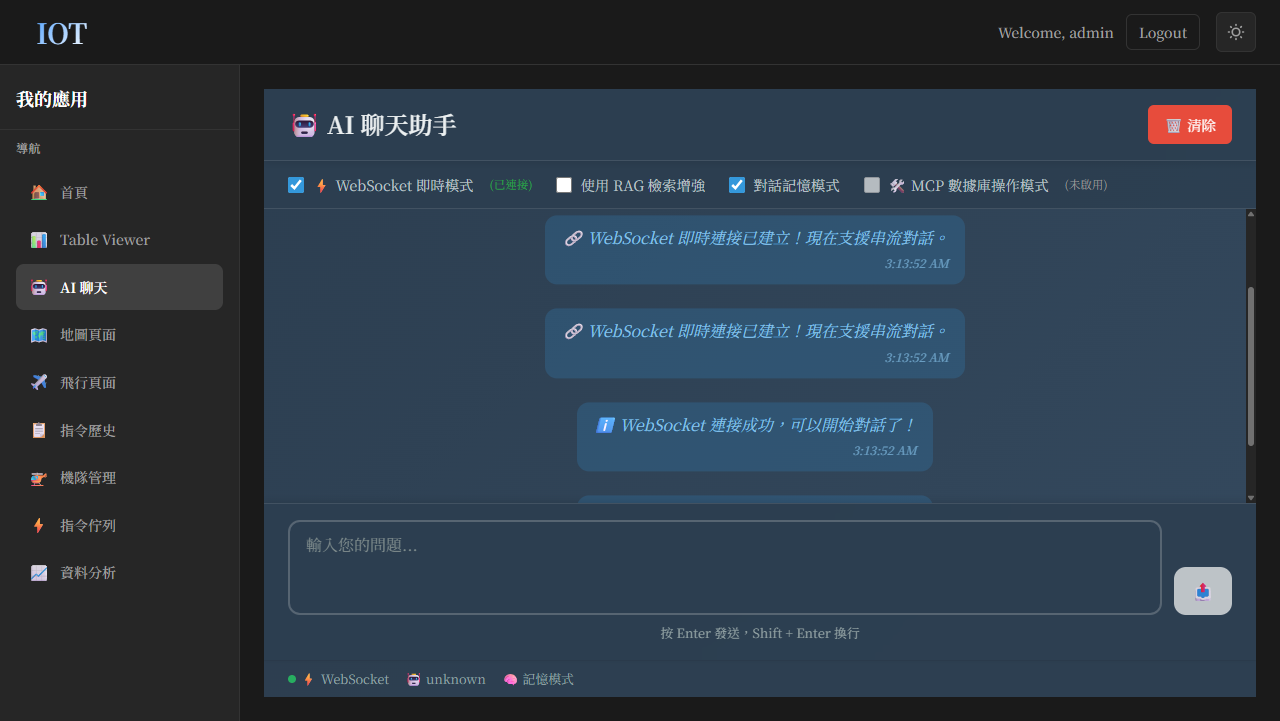 IOT
Welcome, admin
Logout
我的應用
導航
首頁
Table Viewer
AI 聊天
地圖頁面
飛行頁面
指令歷史
機隊管理
指令佇列
資料分析
AI 聊天助手
清除
WebSocket 即時模式 (已連接) 使用 RAG 檢索增強 對話記憶模式 MCP 數據庫操作模式 (未啟用)
WebSocket 即時連接已建立！現在支援串流對話。
3:13:52 AM
WebSocket 即時連接已建立！現在支援串流對話。
3:13:52 AM
WebSocket 連接成功，可以開始對話了！
3:13:52 AM
輸入您的問題...
按 Enter 發送，Shift + Enter 換行
WebSocket unknown 記憶模式